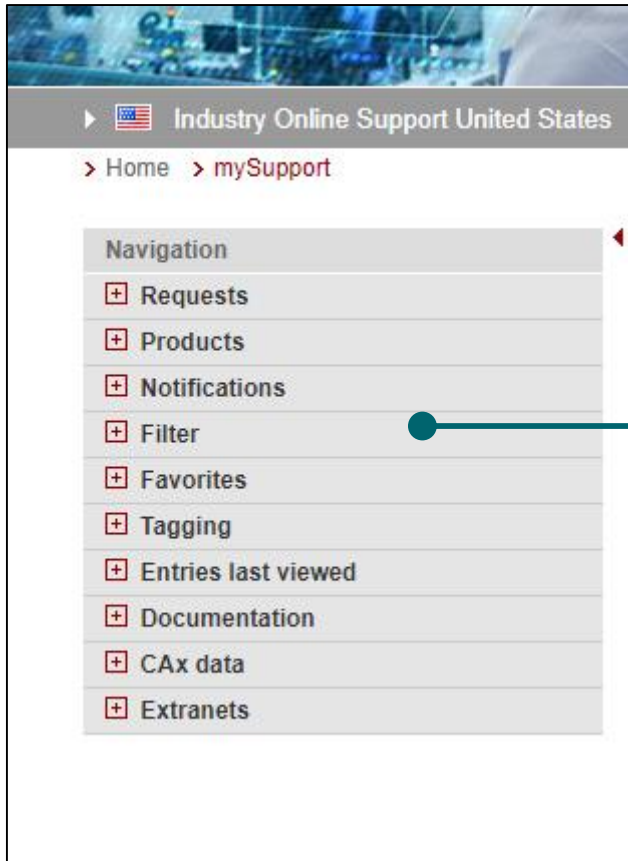 Industry Online Support United States
> Home > mySupport
Navigation
Requests
Products
Notifications
Filter
Favorites
Tagging
Entries last viewed
Documentation
CAx data
Extranets